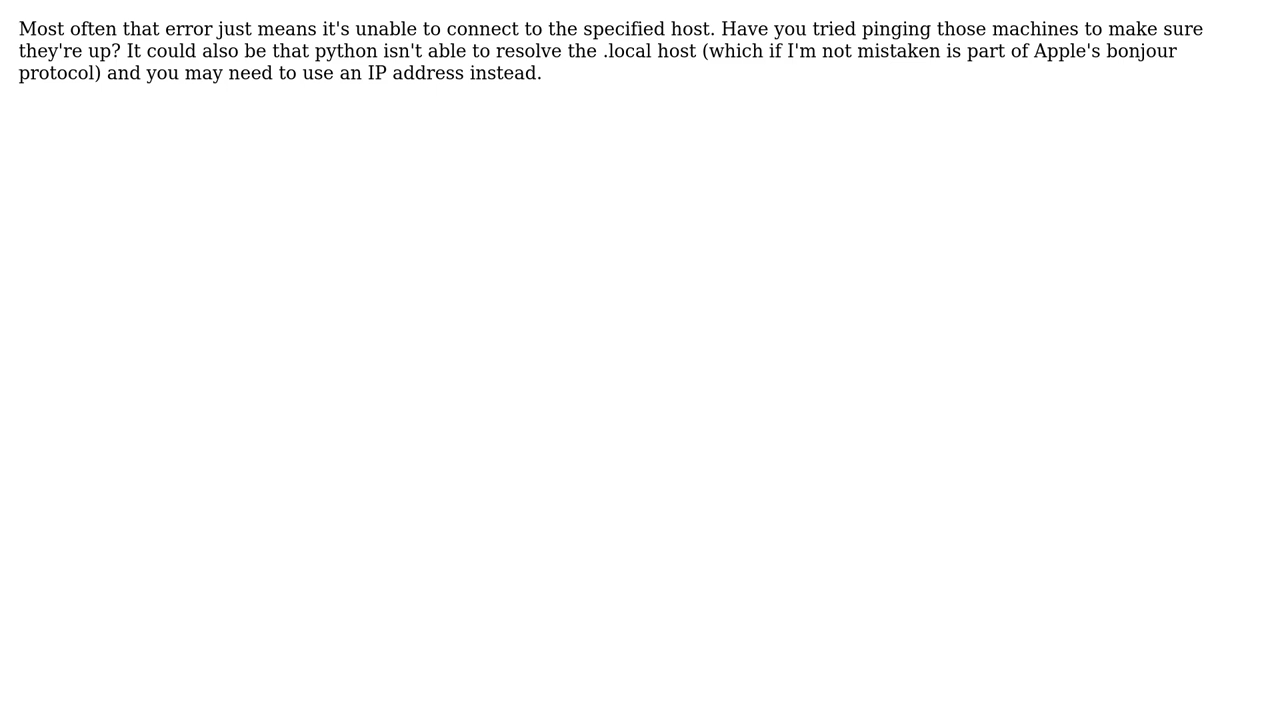 Most often that error just means it's unable to connect to the specified host. Have you tried pinging those machines to make sure
they're up? It could also be that python isn't able to resolve the .local host (which if I'm not mistaken is part of Apple's bonjour
protocol) and you may need to use an IP address instead.